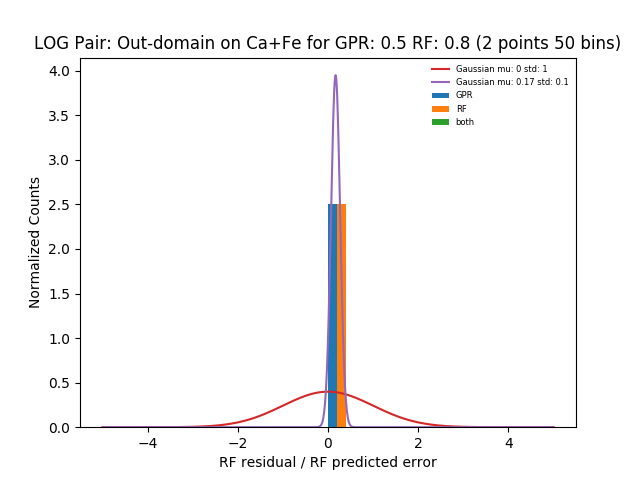 LOG Pair: Out-domain on Ca+Fe for GPR: 0.5 RF: 0.8 (2 points 50 bins)
Gaussian mu: 0 std: 1
Gaussian mu: 0.17 std: 0.1
GPR
RF
both
4.0
3.5
3.0
2.5
2.0
1.5
1.0
0.5
0.0
Normalized Counts
−4
−2
0
2
4
RF residual / RF predicted error